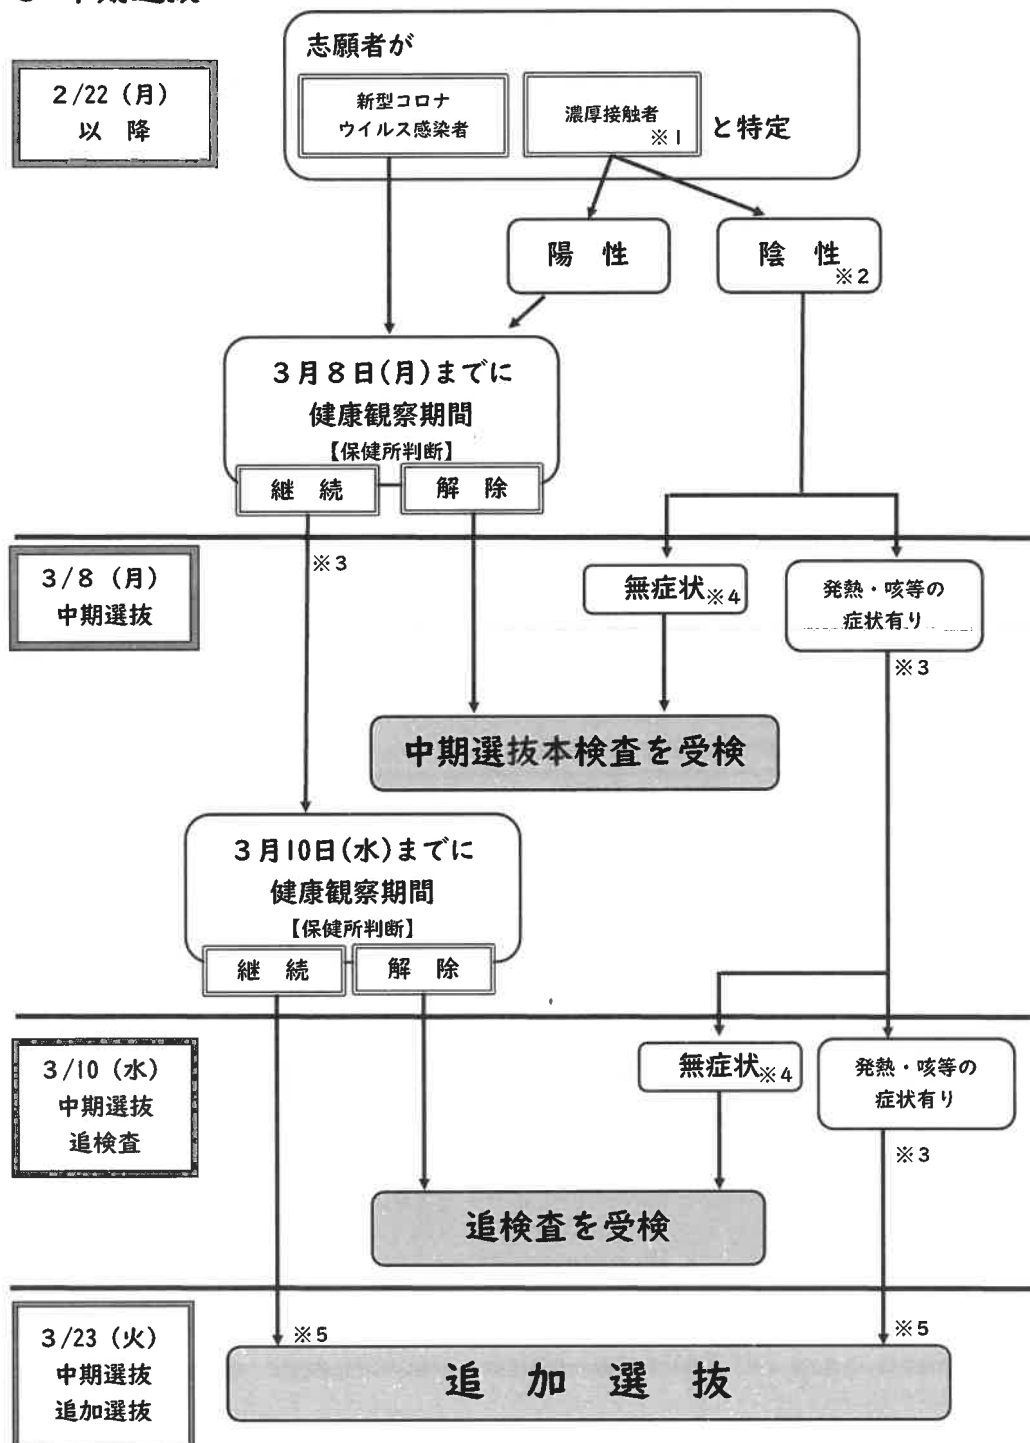 2/22（月）
以　降
志願者が
新型コロナ
ウイルス感染者
濃厚接触者
※1
と特定
陽　性
陰　性
※2
3月8日(月)までに
健康観察期間
【保健所判断】
継　続
解　除
※3
3/8（月）
中期選抜
無症状※4
発熱・咳等の
症状有り
※3
中期選抜本検査を受検
3月10日(水)までに
健康観察期間
【保健所判断】
継　続
解　除
3/10（水）
中期選抜
追検査
無症状※4
発熱・咳等の
症状有り
※3
追検査を受検
3/23（火）
中期選抜
追加選抜
※5
※5
追　加　選　抜